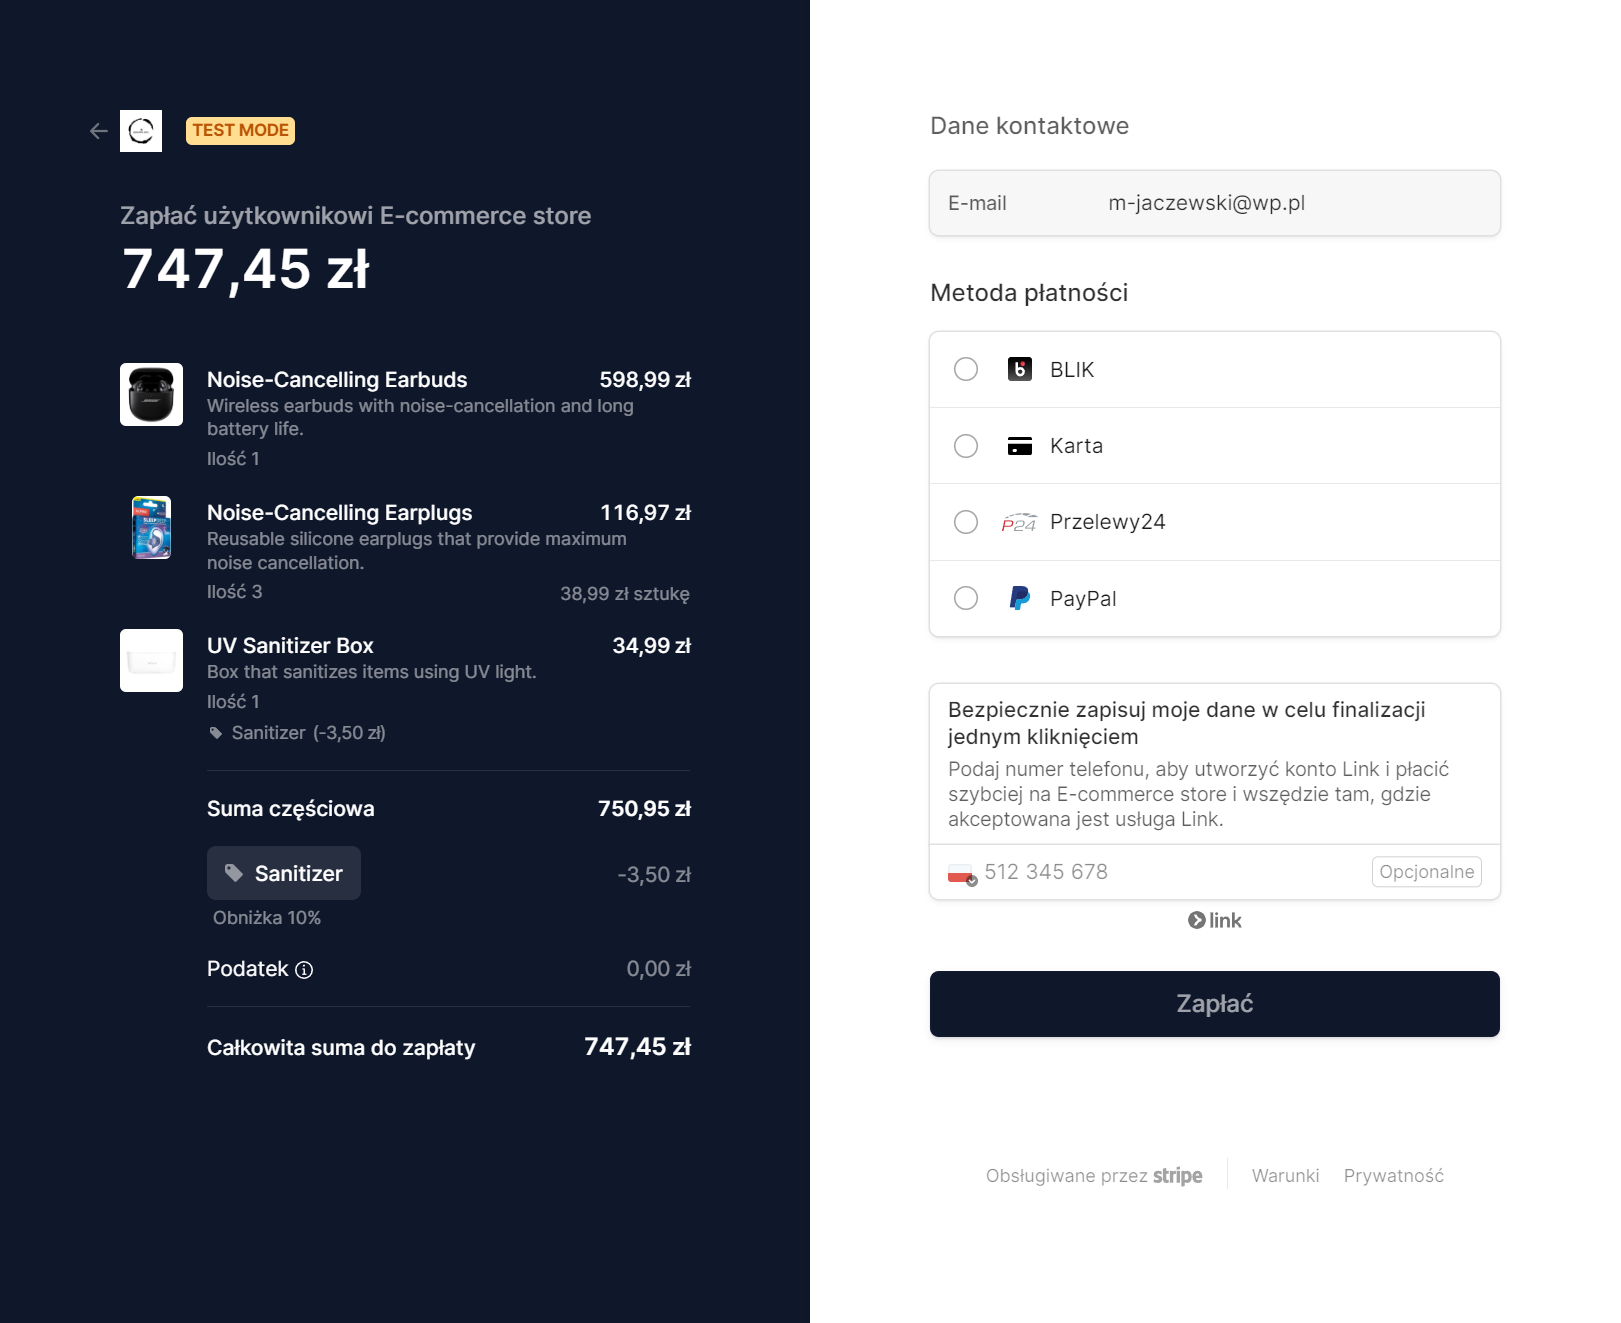 TEST MODE
Zapłać użytkownikowi E-commerce store
747,45 zł
Noise-Cancelling Earbuds 598,99 zł
Wireless earbuds with noise-cancellation and long
battery life.
Ilość 1
Noise-Cancelling Earplugs 116,97 zł
Reusable silicone earplugs that provide maximum
noise cancellation.
Ilość 3 38,99 zł sztukę
UV Sanitizer Box 34,99 zł
Box that sanitizes items using UV light.
Ilość 1
Sanitizer (-3,50 zł)
Suma częściowa 750,95 zł
Sanitizer -3,50 zł
Obniżka 10%
Podatek 0,00 zł
Całkowita suma do zapłaty 747,45 zł
Dane kontaktowe
E-mail m-jaczewski@wp.pl
Metoda płatności
BLIK
Karta
P24 Przelewy24
PayPal
Bezpiecznie zapisuj moje dane w celu finalizacji
jednym kliknięciem
Podaj numer telefonu, aby utworzyć konto Link i płacić
szybciej na E-commerce store i wszędzie tam, gdzie
akceptowana jest usługa Link.
512 345 678 Opcjonalne
link
Zapłać
Obsługiwane przez stripe Warunki Prywatność